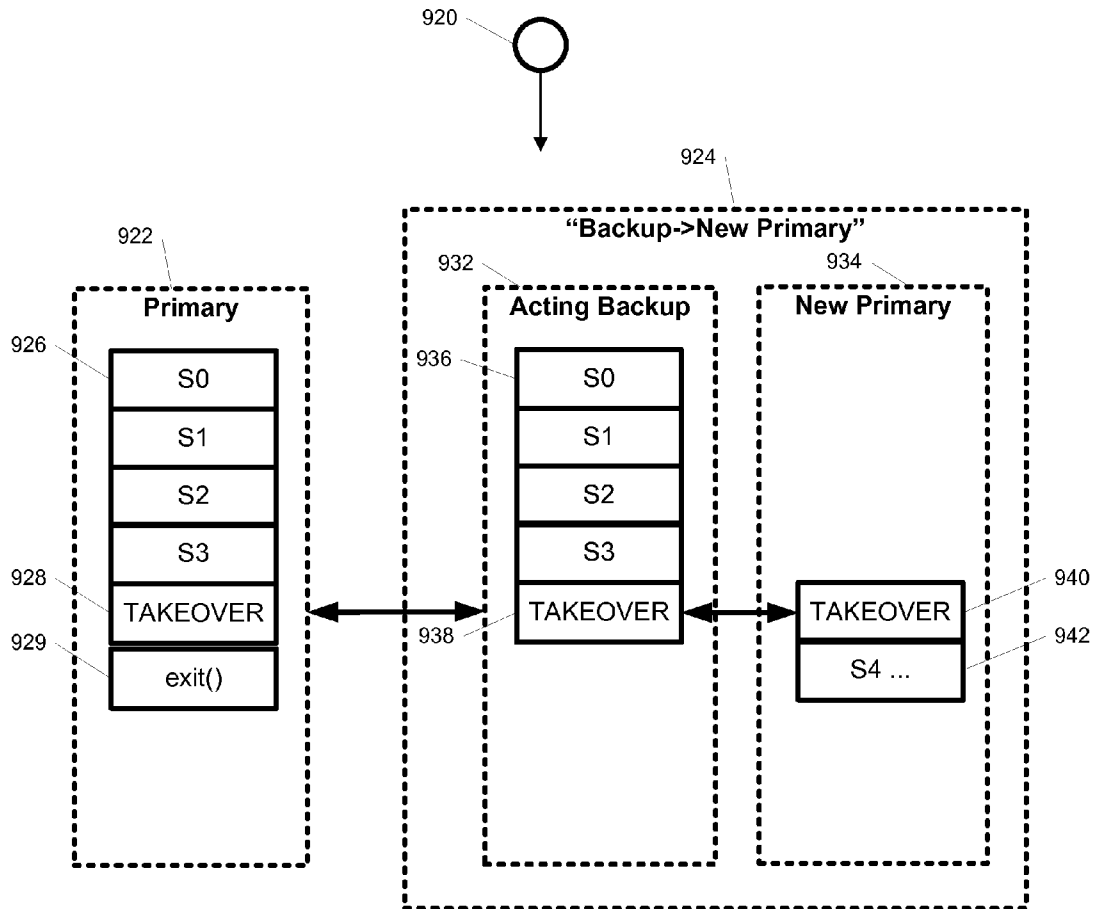 920
924
“Backup->New Primary”
922
932
934
Primary
Acting Backup
New Primary
926
S0
936
S0
S1
S1
S2
S2
S3
S3
928
TAKEOVER
938
TAKEOVER
TAKEOVER
940
929
exit()
S4 ...
942